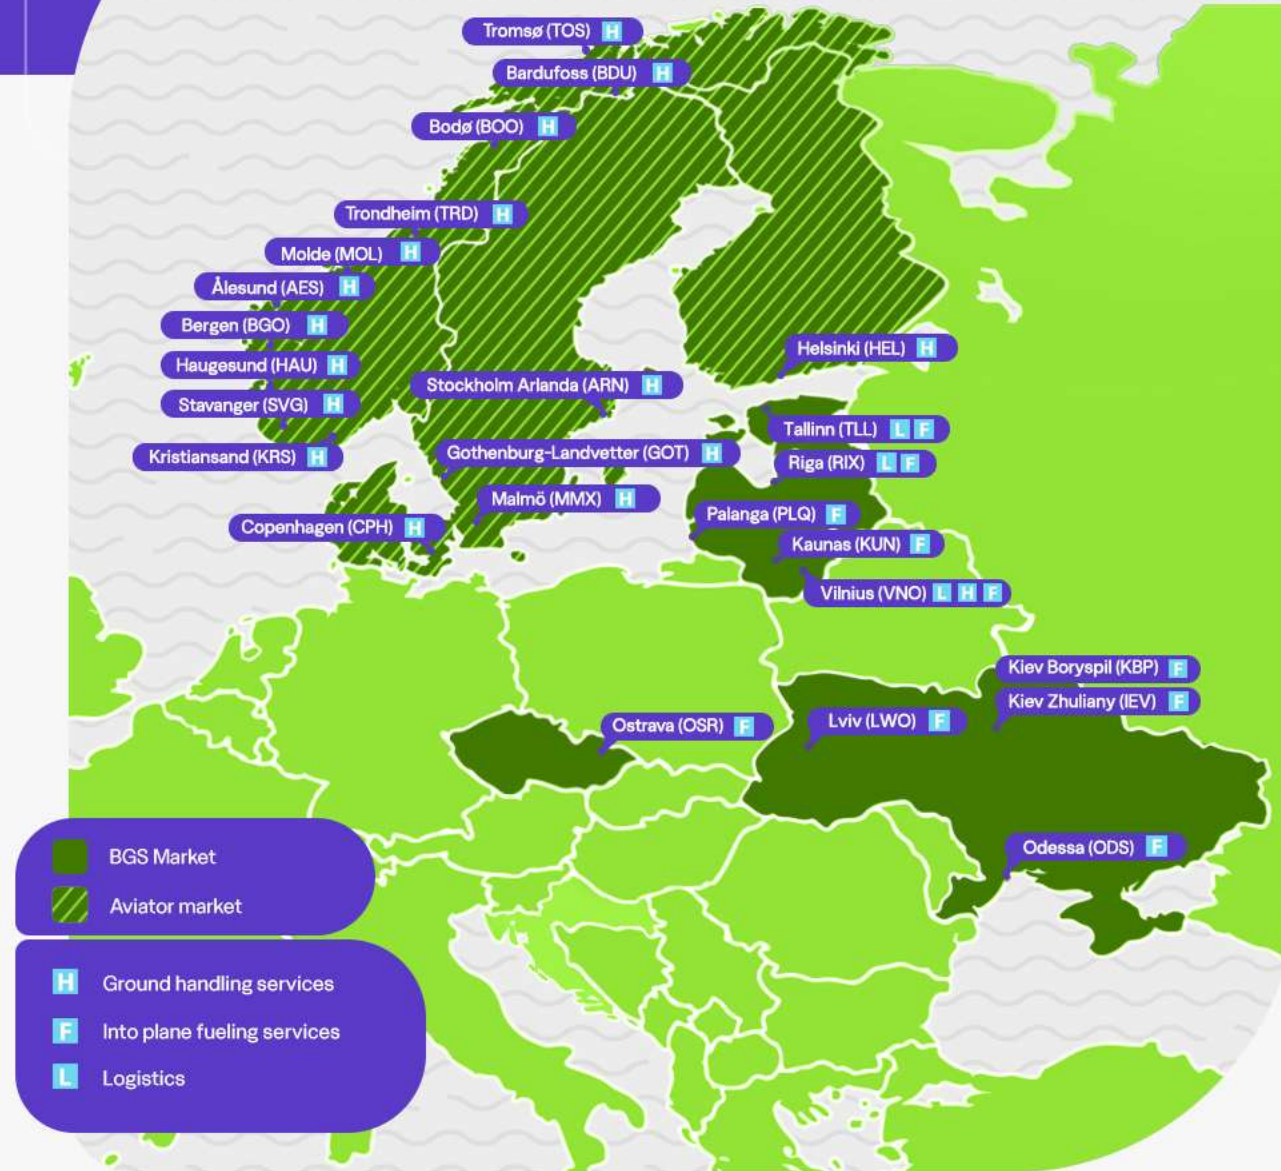 Tromsø (TOS) H
Bardufoss (BDU) H
Bodø (BOO) H
Trondheim (TRD) H
Molde (MOL) H
Ålesund (AES) H
Bergen (BGO) H
Helsinki (HEL) H
Haugesund (HAU) H
Stockholm Arlanda (ARN) H
Stavanger (SVG) H
Tallinn (TLL) L F
Kristiansand (KRS) H
Gothenburg-Landvetter (GOT) H
Riga (RIX) L F
Malmö (MMX) H
Palanga (PLQ) F
Copenhagen (CPH) H
Kaunas (KUN) F
Vilnius (VNO) L H F
Kiev Boryspil (KBP) F
Kiev Zhuliany (IEV) F
Ostrava (OSR) F
Lviv (LWO) F
Odessa (ODS) F
BGS Market
Aviator market
H Ground handling services
F Into plane fueling services
L Logistics